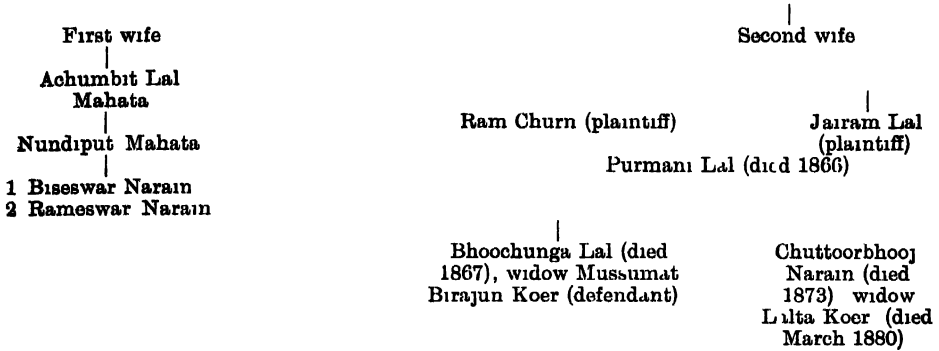 First wife
Second wife
Achumbit Lal
Mahata
Ram Churn (plaintiff)
Jairam Lal
(plaintiff)
Nundiput Mahata
Purmani Lal (died 1866)
1 Biseswar Narain
2 Rameswar Narain
Bhoochunga Lal (died
1867), widow Mussumat
Birajun Koer (defendant)
Chuttoorbhooj
Narain (died
1873) widow
Lalta Koer (died
March 1880)